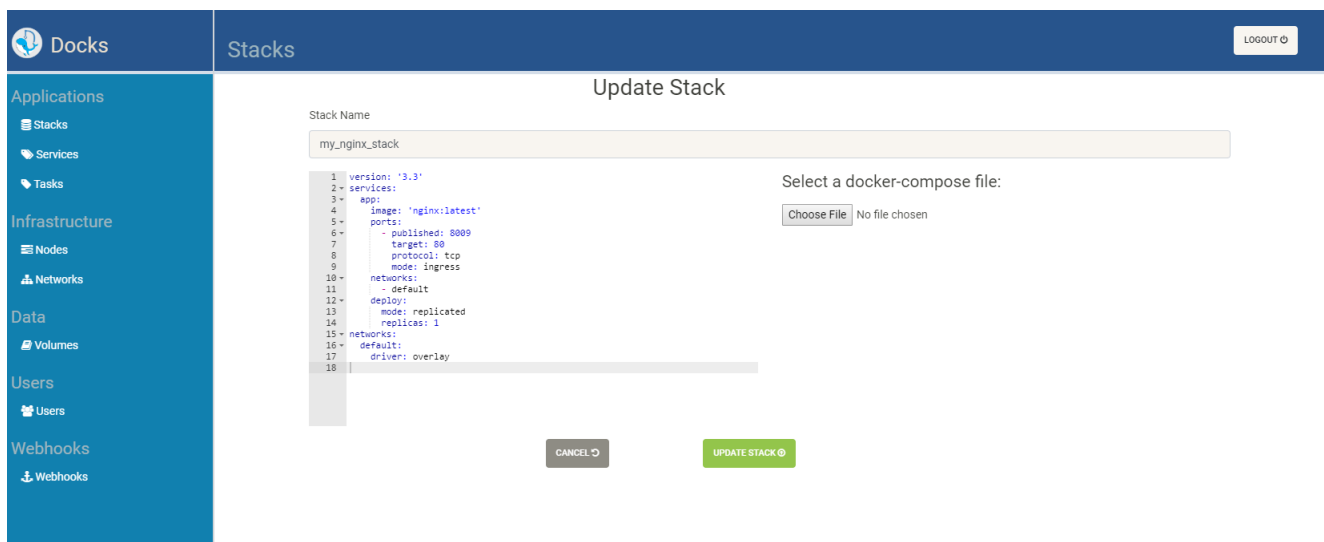 Docks
Stacks
LOGOUT
Applications
Stacks
Services
Tasks
Infrastructure
Nodes
Networks
Data
Volumes
Users
Users
Webhooks
Webhooks
Update Stack
Stack Name
my_nginx_stack
1 version: '3.3'
2 services:
3   app:
4     image: 'nginx:latest'
5     ports:
6       - published: 8009
7         target: 80
8         protocol: tcp
9         mode: ingress
10     networks:
11       - default
12     deploy:
13       mode: replicated
14       replicas: 1
15 networks:
16   default:
17     driver: overlay
18
Select a docker-compose file:
Choose File No file chosen
CANCEL
UPDATE STACK